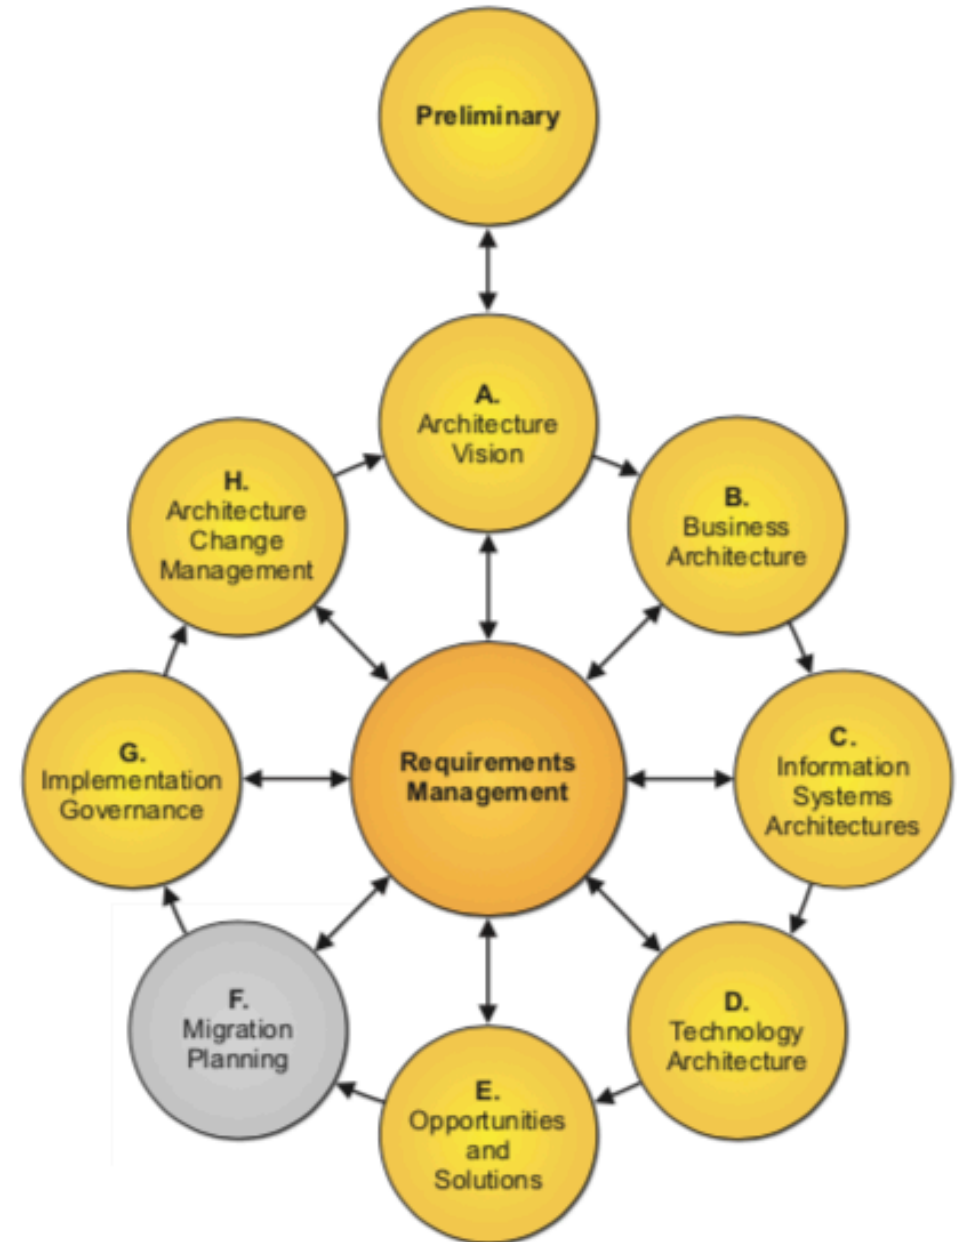 Preliminary
A.
Architecture
Vision
B.
Business
Architecture
C.
Information
Systems
Architectures
D.
Technology
Architecture
E.
Opportunities
and
Solutions
F.
Migration
Planning
G.
Implementation
Governance
H.
Architecture
Change
Management
Requirements
Management